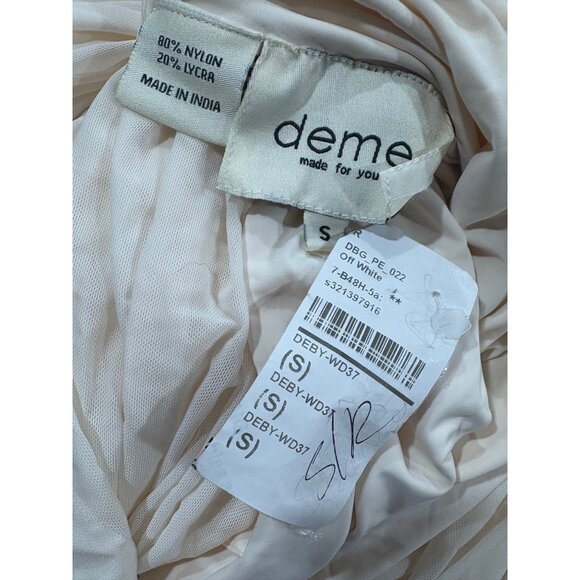 80% NYLON
20% LYCRA
MADE IN INDIA
deme
made for you
S
R
DBG_PE_022
Off White
7-B48H-5a: **
s321397916
DEBY-WD37
(S)
DEBY-WD37
(S)
DEBY-WD37
(S)
S/R